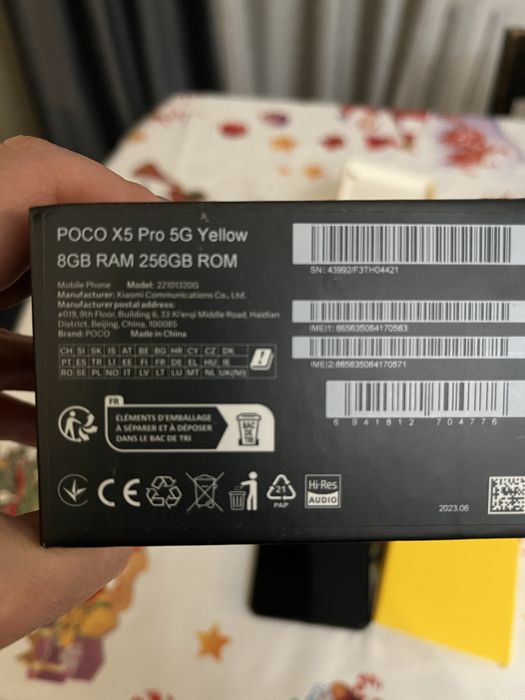 POCO X5 Pro 5G Yellow
8GB RAM 256GB ROM
Mobile Phone Model: 22101320G
Manufacturer: Xiaomi Communications Co., Ltd.
Manufacturer postal address:
#019, 9th Floor, Building 6, 33 Xi'erqi Middle Road, Haidian
District, Beijing, China, 100085
Brand: POCO Made in China
CH SI SK IS AT BE BG HR CY CZ DK
PT ES TR LI EE FI FR DE EL HU IE
RO SE PL NO IT LV LT LU MT NL UK(NI)
SN: 43992/F3TH04421
IMEI1: 865635064170563
IMEI2: 865635064170571
6 941812 704776
FR
ÉLÉMENTS D'EMBALLAGE
À SÉPARER ET À DÉPOSER
DANS LE BAC DE TRI
BAC
DE
TRI
CE
21
PAP
Hi-Res
AUDIO
2023.06